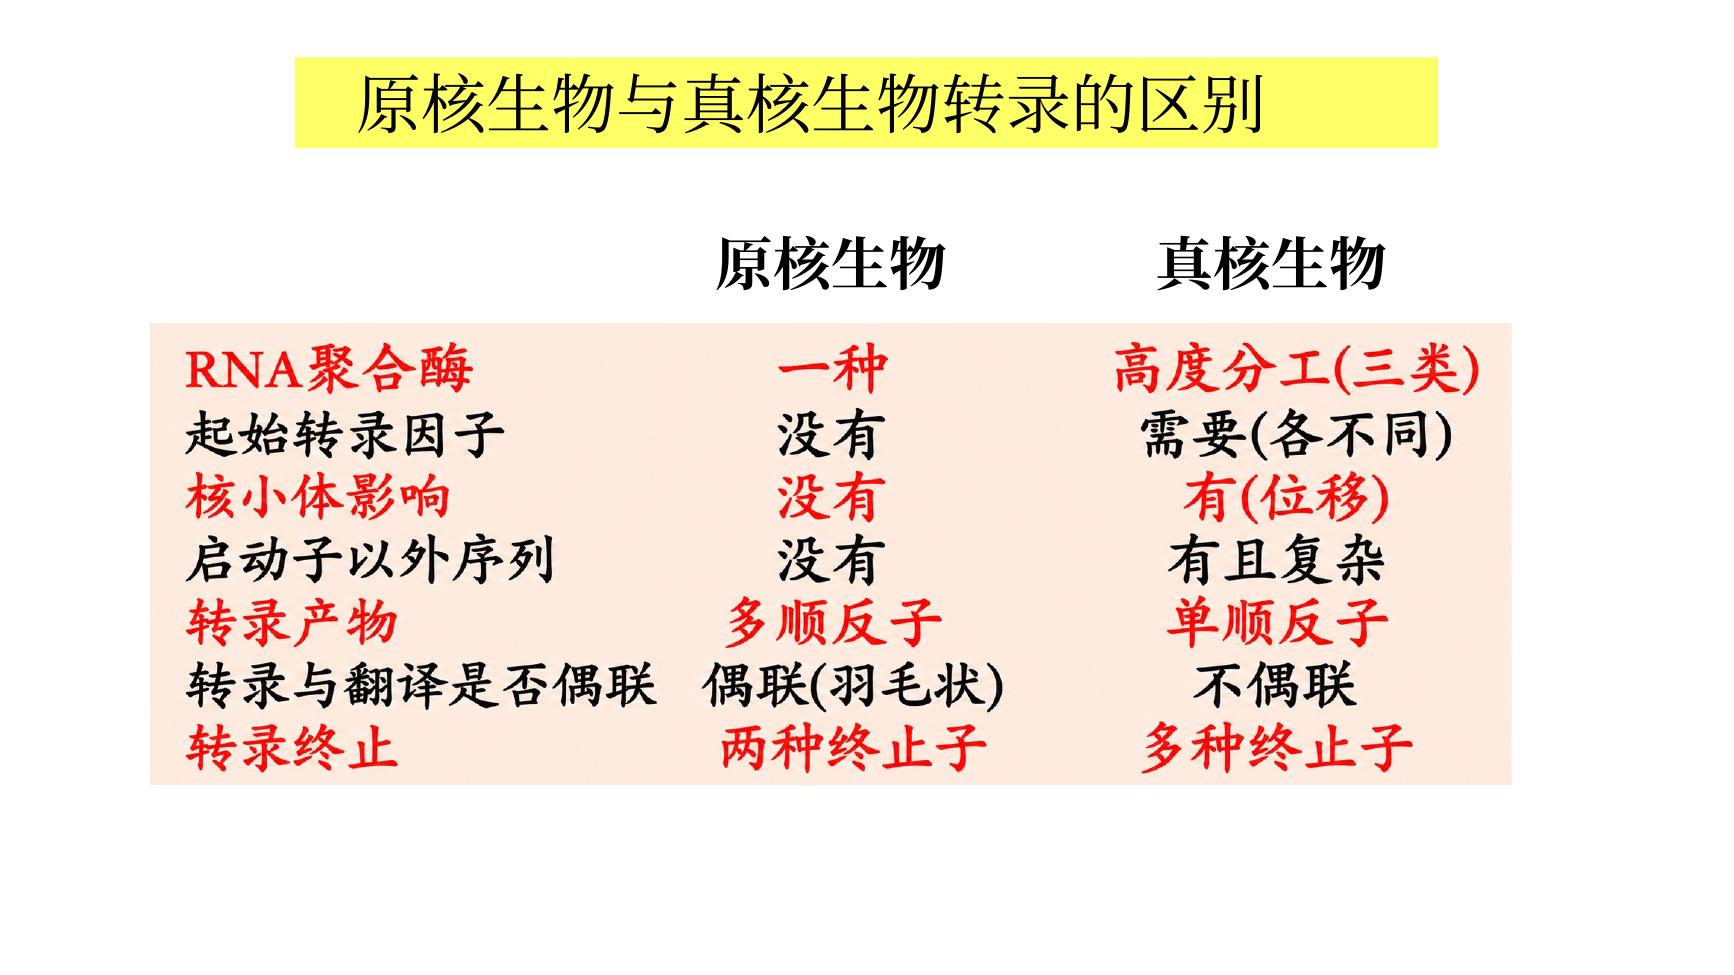 原核生物与真核生物转录的区别
原核生物 真核生物
RNA聚合酶 一种 高度分工(三类)
起始转录因子 没有 需要(各不同)
核小体影响 没有 有(位移)
启动子以外序列 没有 有且复杂
转录产物 多顺反子 单顺反子
转录与翻译是否偶联 偶联(羽毛状) 不偶联
转录终止 两种终止子 多种终止子